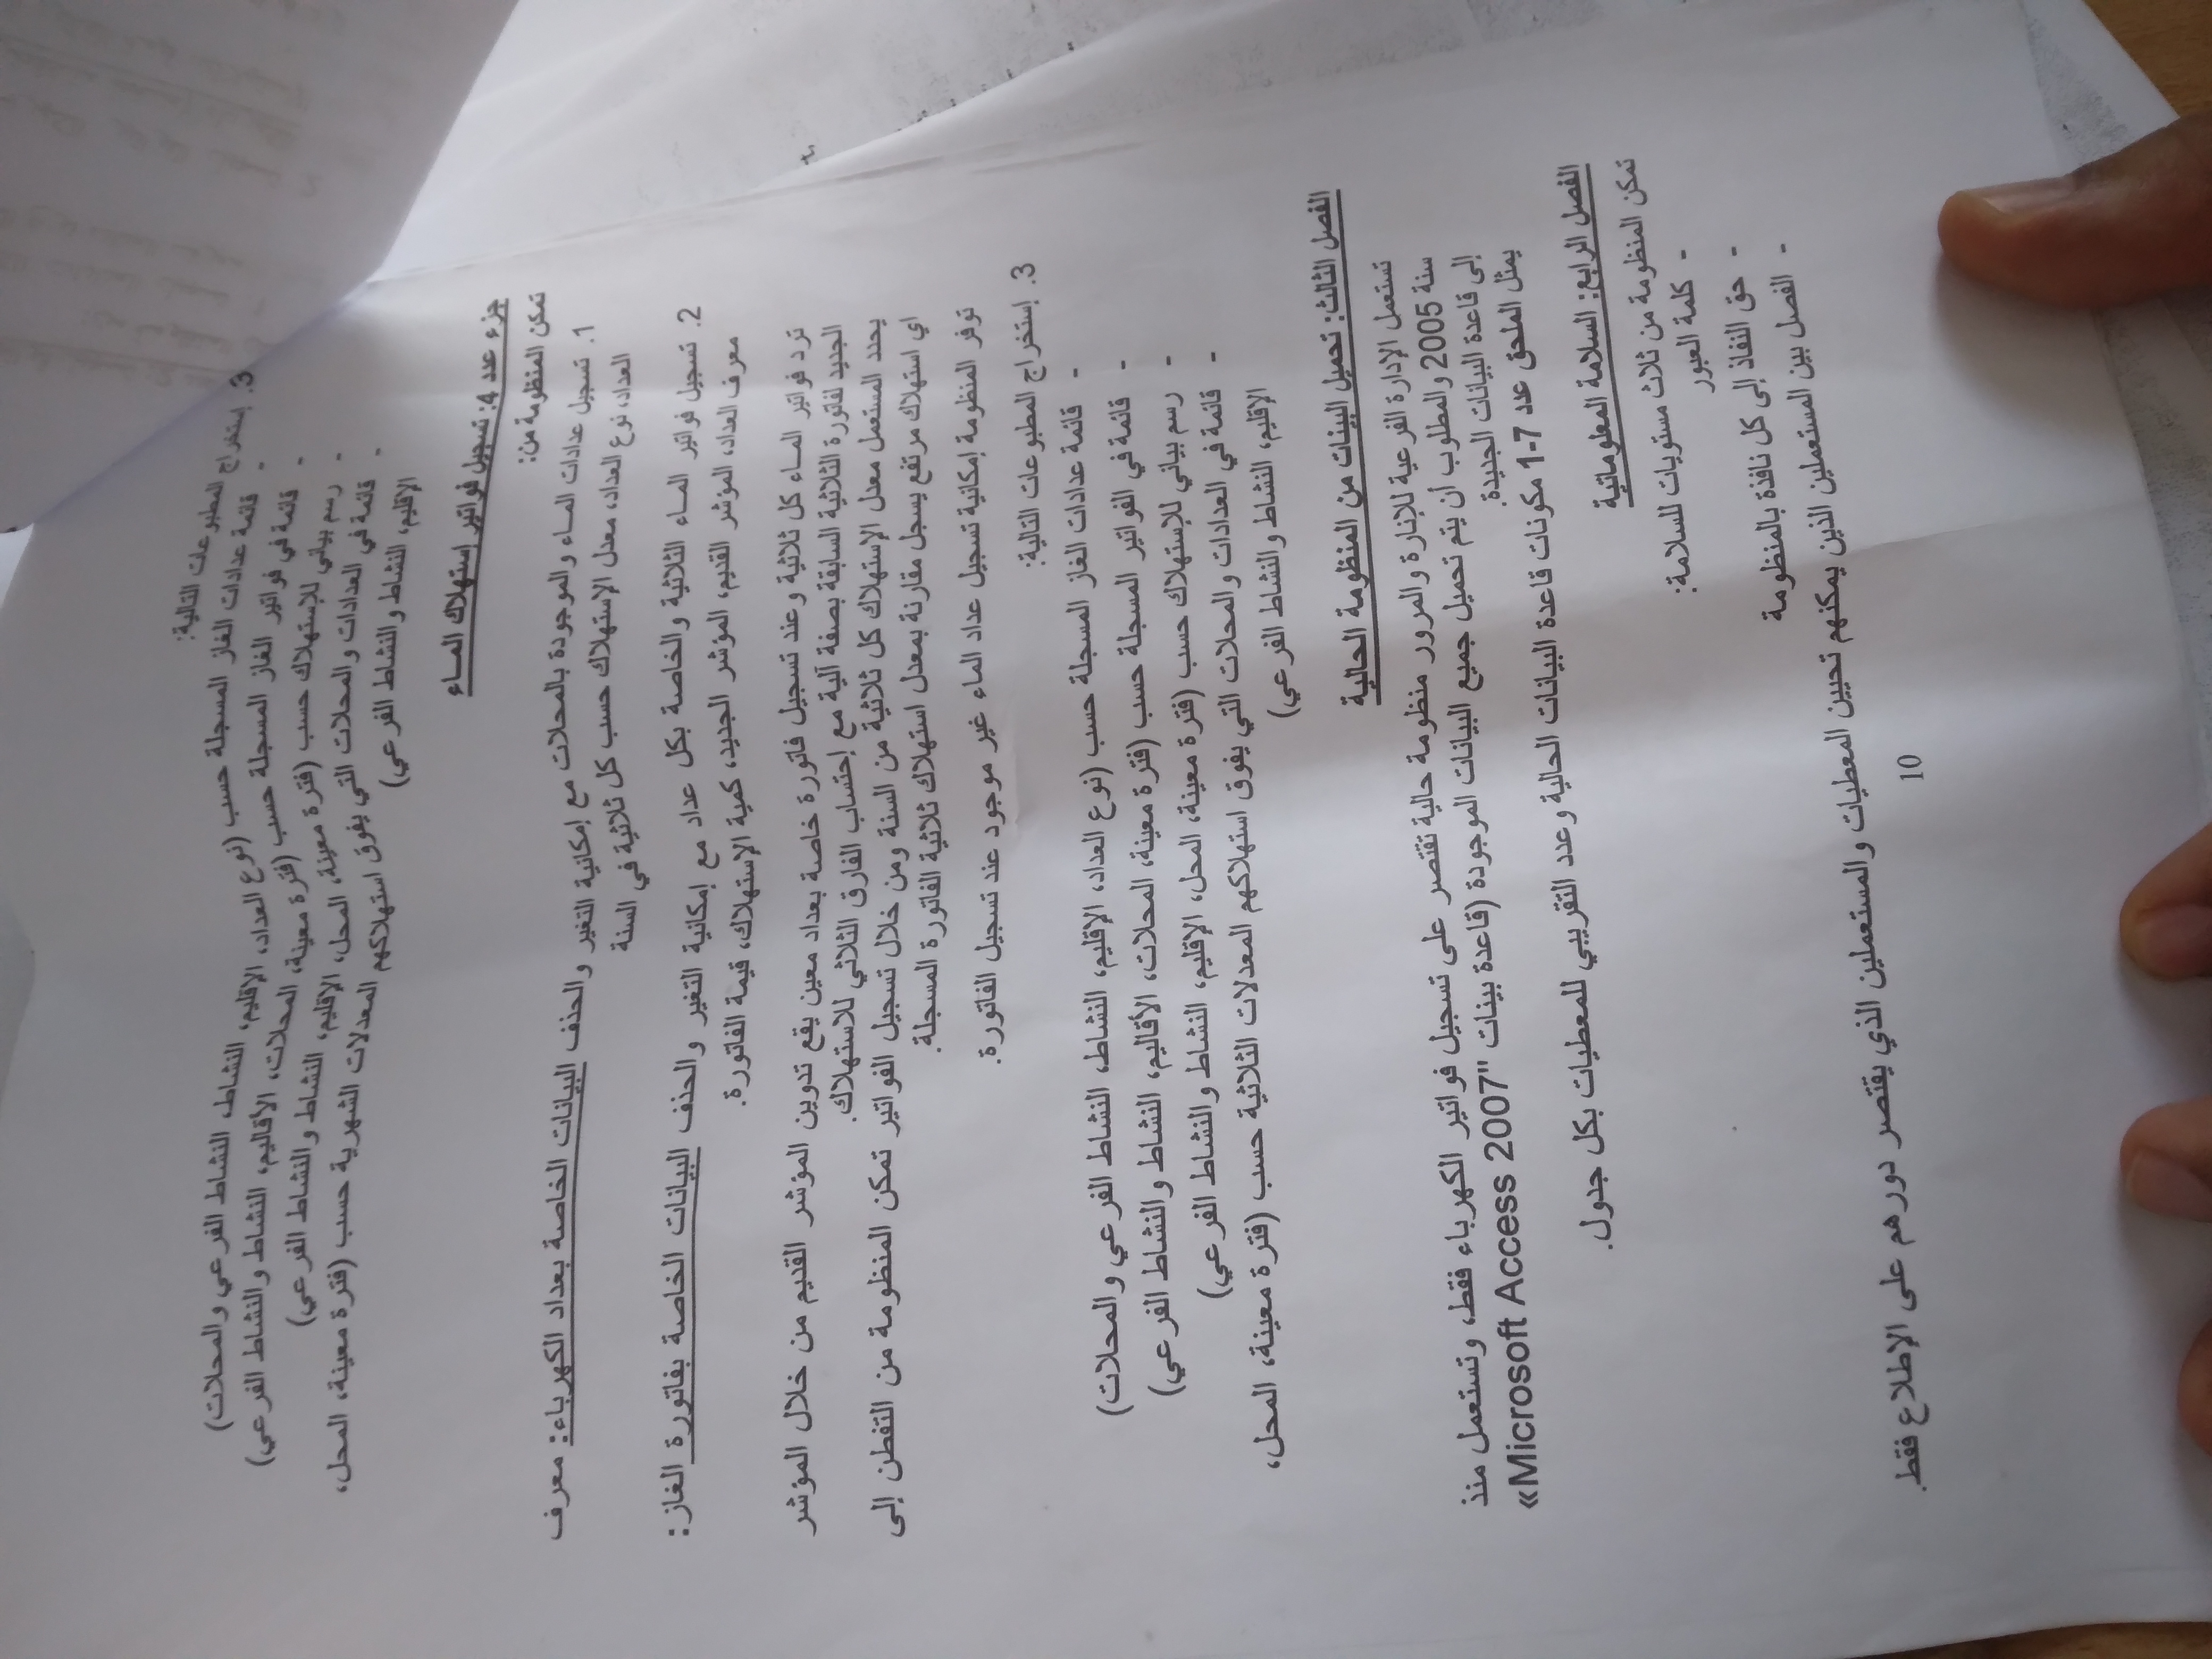 3. إستخراج المطبوعات التالية:
- قائمة عدادات الغاز المسجلة حسب (نوع العداد، الإقليم، النشاط، النشاط الفرعي والمحلات)
- قائمة في فواتير الغاز المسجلة حسب (فترة معينة، المحلات، الأقاليم، النشاط والنشاط الفرعي)
- رسم بياني للإستهلاك حسب (فترة معينة، المحل، الإقليم، النشاط والنشاط الفرعي)
- قائمة في العدادات والمحلات التي يفوق استهلاكهم المعدلات الشهرية حسب (فترة معينة، المحل،
الإقليم، النشاط والنشاط الفرعي)
جزء عدد 4: تسجيل فواتير إستهلاك المـاء
تمكن المنظومة من:
1. تسجيل عدادات المـاء والموجودة بالمحلات مع إمكانية التغير والحذف البيانات الخاصة بعداد الكهرباء: معرف
العداد، نوع العداد، معدل الإستهلاك حسب كل ثلاثية في السنة
2. تسجيل فواتير المـاء الثلاثية والخاصة بكل عداد مع إمكانية التغير والحذف البيانات الخاصة بفاتورة الغاز:
معرف العداد، المؤشر القديم، المؤشر الجديد، كمية الإستهلاك، قيمة الفاتورة.
ترد فواتير المـاء كل ثلاثية وعند تسجيل فاتورة خاصة بعداد معين يقع تدوين المؤشر القديم من خلال المؤشر
الجديد لفاتورة الثلاثية السابقة بصفة آلية مع إحتساب الفارق الثلاثي للاستهلاك.
يحدد المستعمل معدل الإستهلاك كل ثلاثية من السنة ومن خلال تسجيل الفواتير تمكن المنظومة من التفطن إلى
اي استهلاك مرتفع يسجل مقارنة بمعدل استهلاك ثلاثية الفاتورة المسجلة.
توفر المنظومة إمكانية تسجيل عداد الماء غير موجود عند تسجيل الفاتورة.
3. إستخراج المطبوعات التالية:
- قائمة عدادات الغاز المسجلة حسب (نوع العداد، الإقليم، النشاط، النشاط الفرعي والمحلات)
- قائمة في الفواتير المسجلة حسب (فترة معينة، المحلات، الأقاليم، النشاط والنشاط الفرعي)
- رسم بياني للإستهلاك حسب (فترة معينة، المحل، الإقليم، النشاط والنشاط الفرعي)
- قائمة في العدادات والمحلات التي يفوق استهلاكهم المعدلات الثلاثية حسب (فترة معينة، المحل،
الإقليم، النشاط والنشاط الفرعي)
الفصل الثالث: تحميل البينات من المنظومة الحالية
تستعمل الإدارة الفرعية للإنارة والمرور منظومة حالية تقتصر على تسجيل فواتير الكهرباء فقط، وتستعمل منذ
سنة 2005 والمطلوب أن يتم تحميل جميع البيانات الموجودة (قاعدة بينات "Microsoft Access 2007»
إلى قاعدة البيانات الجديدة.
يمثل الملحق عدد 7-1 مكونات قاعدة البيانات الحالية وعدد التقريبي للمعطيات بكل جدول.
الفصل الرابع: السلامة المعلوماتية
تمكن المنظومة من ثلاث مستويات للسلامة:
- كلمة العبور
- حق النفاذ إلى كل نافذة بالمنظومة
- الفصل بين المستعملين الذين يمكنهم تحيين المعطيات والمستعملين الذي يقتصر دورهم على الإطلاع فقط.
10